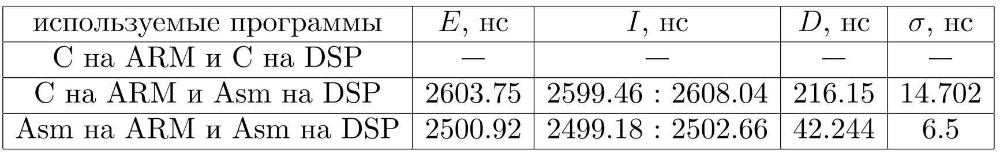 используемые программы E, нс I, нс D, нс σ, нс
C на ARM и C на DSP — — — —
C на ARM и Asm на DSP 2603.75 2599.46 : 2608.04 216.15 14.702
Asm на ARM и Asm на DSP 2500.92 2499.18 : 2502.66 42.244 6.5